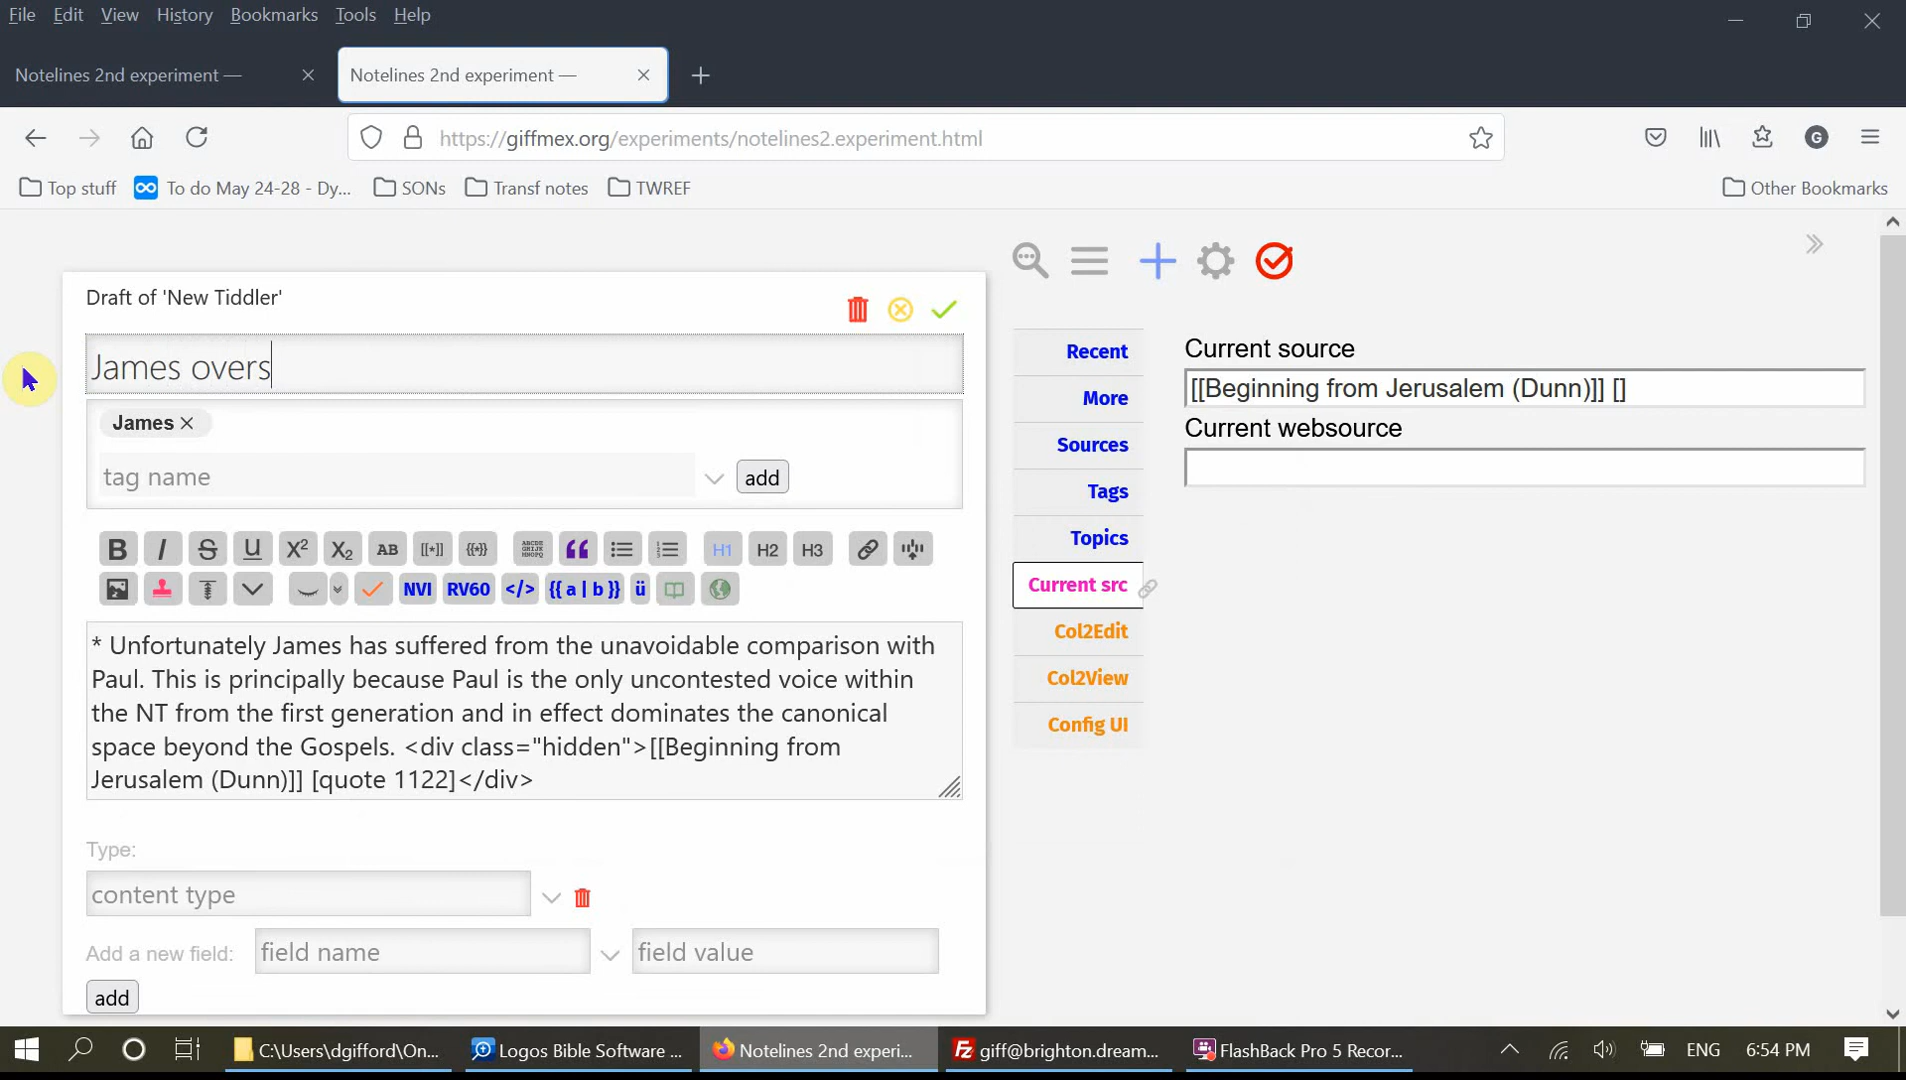 File Edit View History Bookmarks Tools Help
Notelines 2nd experiment —
Notelines 2nd experiment —
https://giffmex.org/experiments/notelines2.experiment.html
G
Top stuff
To do May 24-28 - Dy...
SONs
Transf notes
TWREF
Other Bookmarks
Draft of 'New Tiddler'
James overs
James ×
tag name
add
B I S U X² X₂ AB [[*]] {{*}} H1 H2 H3
NVI RV60 </> {{ a | b }} ü
* Unfortunately James has suffered from the unavoidable comparison with
Paul. This is principally because Paul is the only uncontested voice within
the NT from the first generation and in effect dominates the canonical
space beyond the Gospels. <div class="hidden">[[Beginning from
Jerusalem (Dunn)]] [quote 1122]</div>
Type:
content type
Add a new field:
field name
field value
add
Recent
More
Sources
Tags
Topics
Current src
Col2Edit
Col2View
Config UI
Current source
[[Beginning from Jerusalem (Dunn)]] []
Current websource
C:\Users\dgifford\On...
Logos Bible Software ...
Notelines 2nd experi...
giff@brighton.dream...
FlashBack Pro 5 Recor...
ENG
6:54 PM